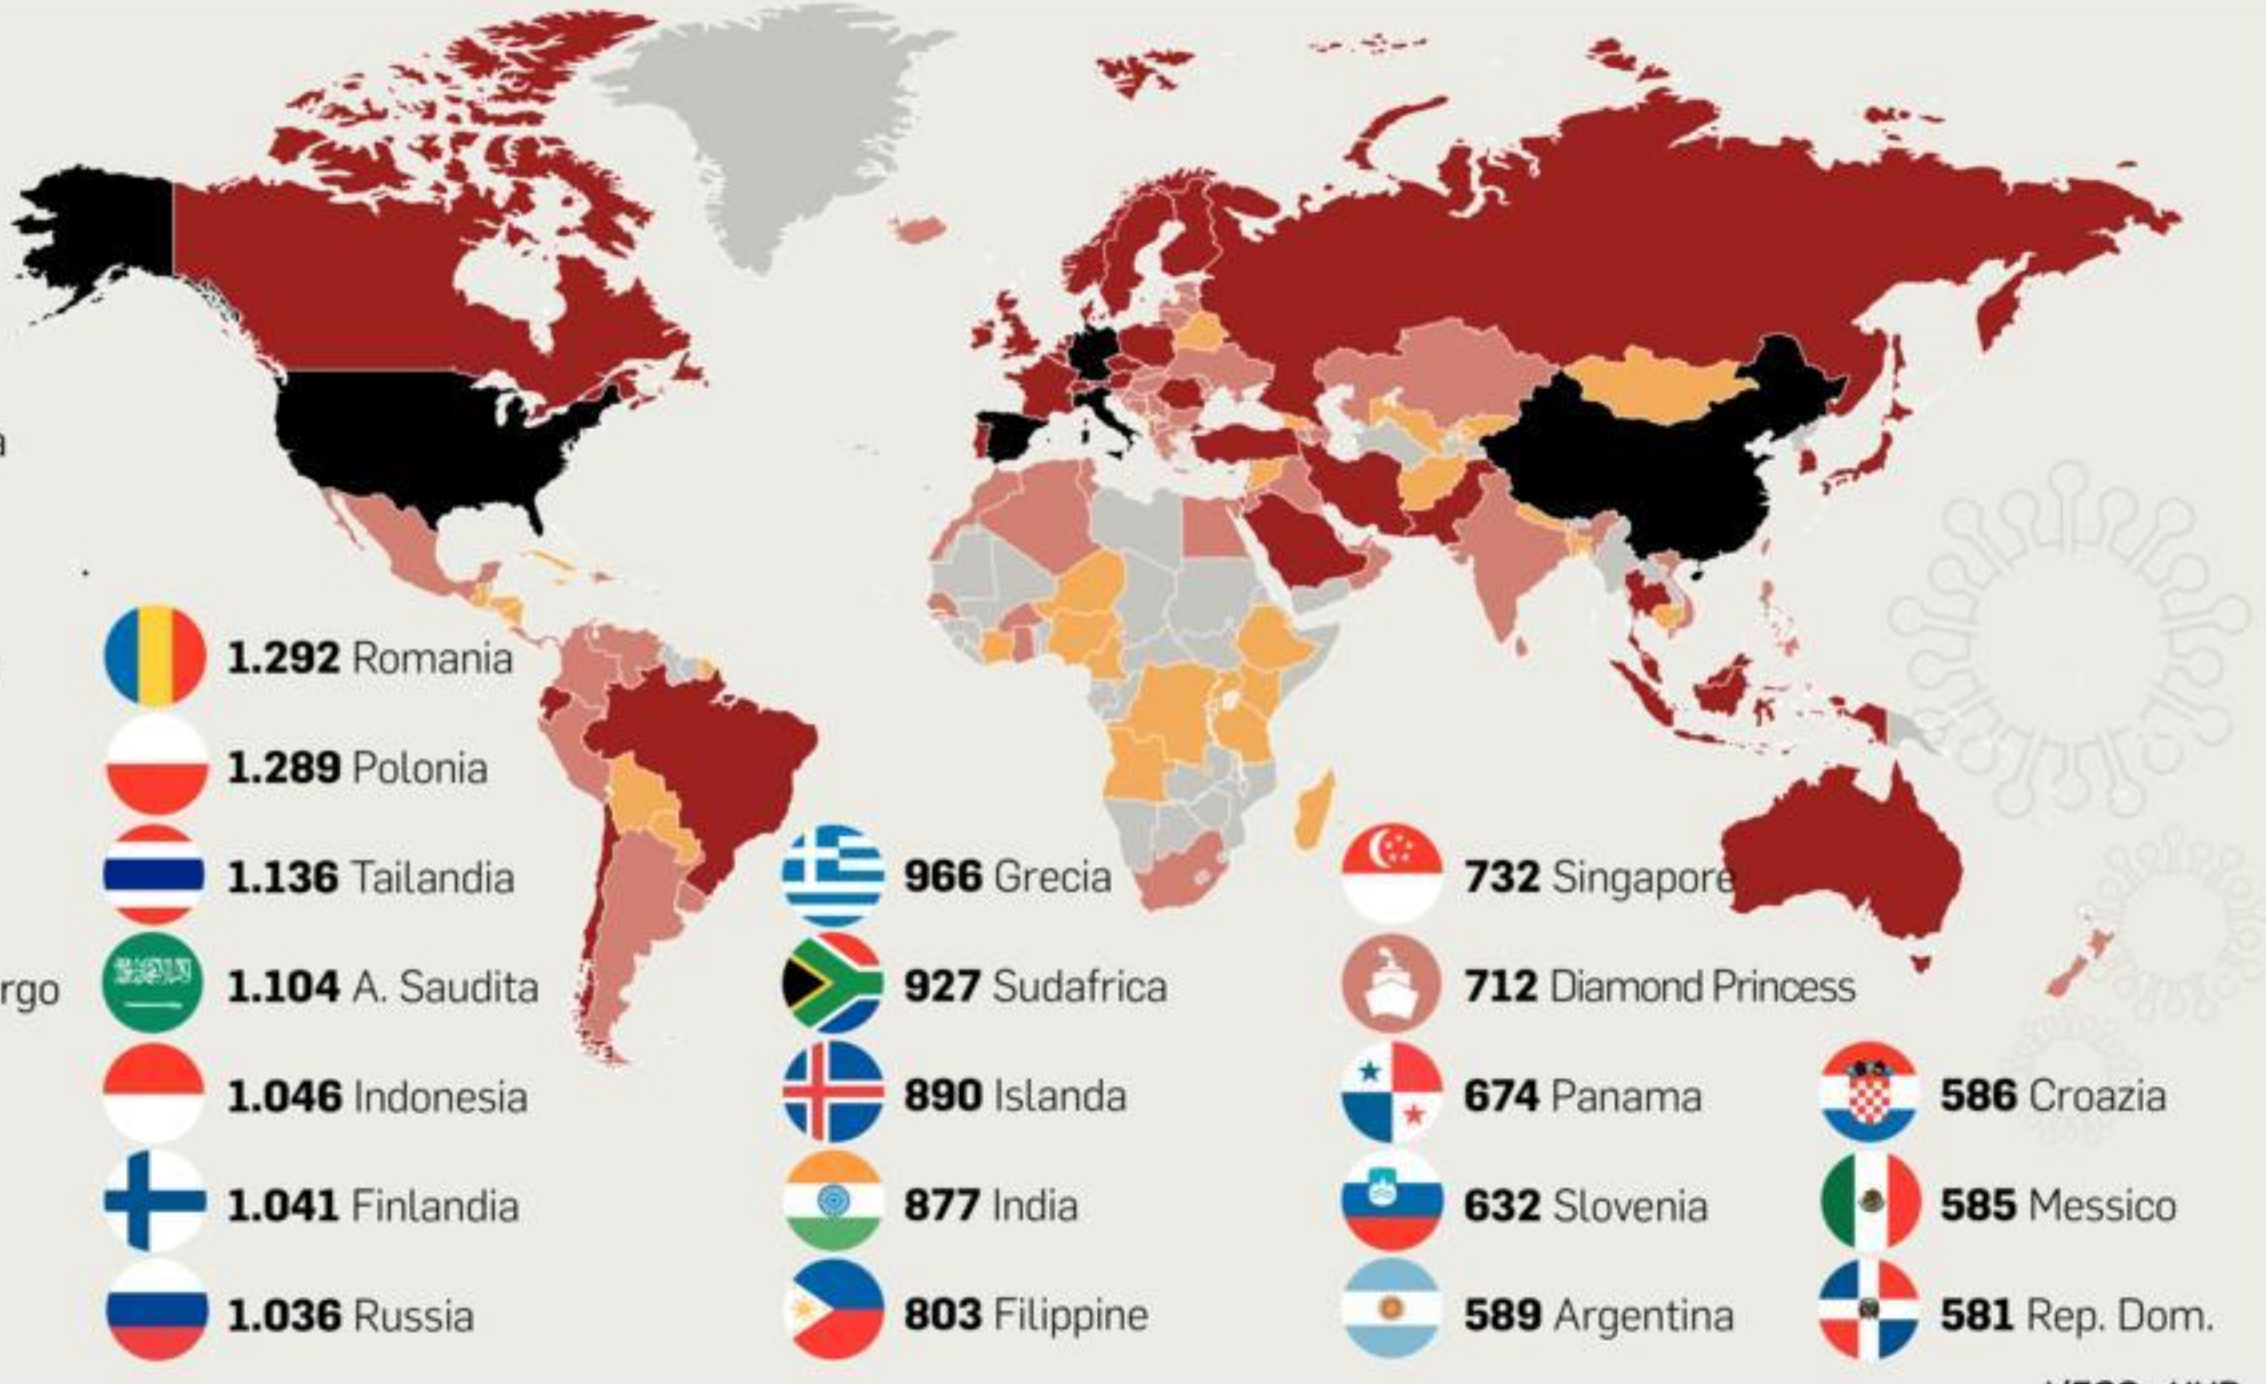 1.292 Romania
1.289 Polonia
1.136 Tailandia
1.104 A. Saudita
1.046 Indonesia
1.041 Finlandia
1.036 Russia
966 Grecia
927 Sudafrica
890 Islanda
877 India
803 Filippine
732 Singapore
712 Diamond Princess
674 Panama
632 Slovenia
589 Argentina
586 Croazia
585 Messico
581 Rep. Dom.
a
rgo